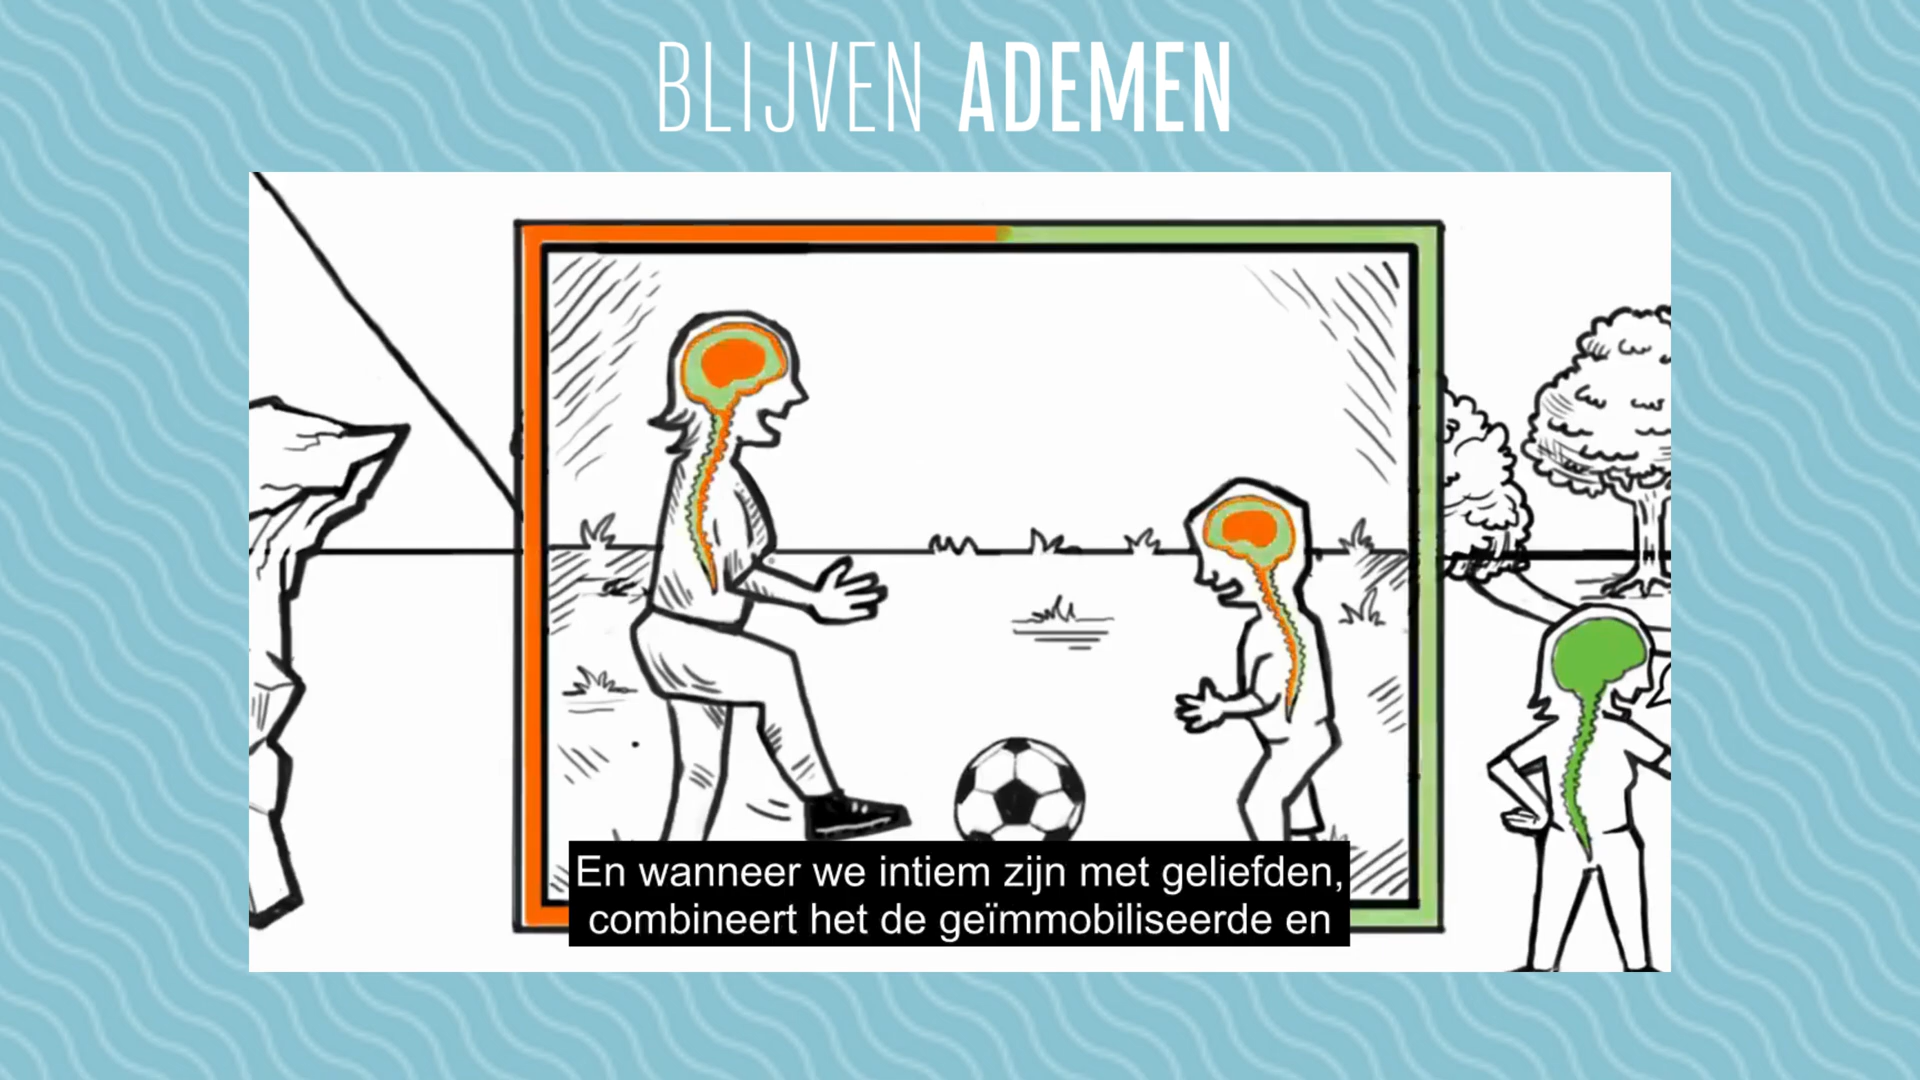 BLIJVEN ADEMEN
En wanneer we intiem zijn met geliefden,
combineert het de geïmmobiliseerde en